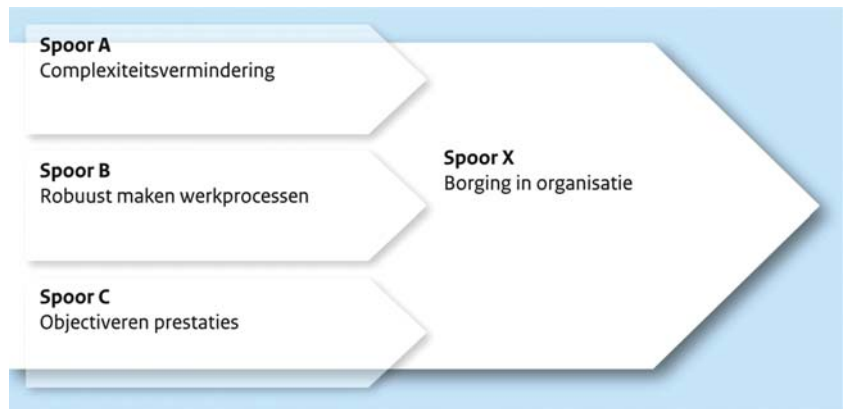 Spoor A
Complexiteitsvermindering
Spoor B
Robuust maken werkprocessen
Spoor C
Objectiveren prestaties
Spoor X
Borging in organisatie